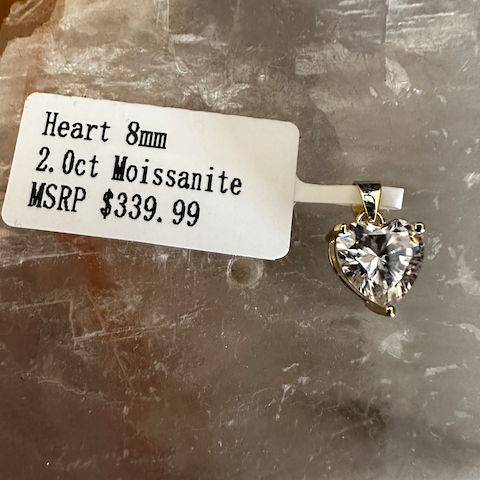 Heart 8mm
2.0ct Moissanite
MSRP $339.99